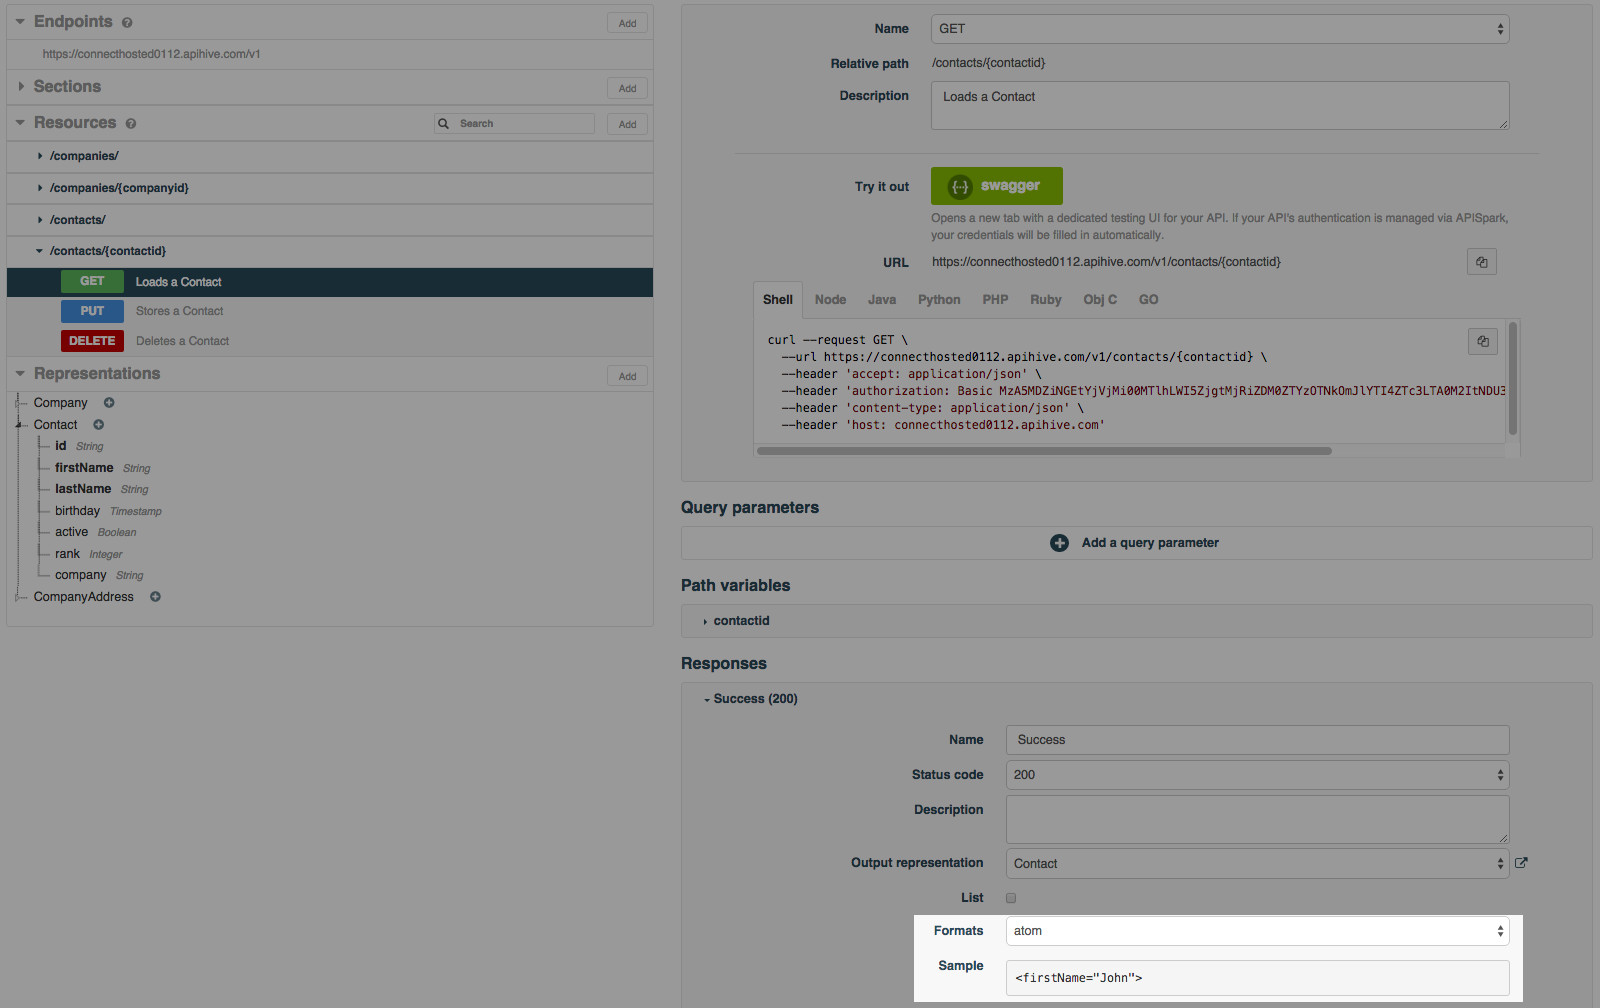 Endpoints Add
https://connecthosted0112.apihive.com/v1
Sections Add
Resources Search Add
/companies/
/companies/{companyid}
/contacts/
/contacts/{contactid}
GET Loads a Contact
PUT Stores a Contact
DELETE Deletes a Contact
Representations Add
Company
Contact
id String
firstName String
lastName String
birthday Timestamp
active Boolean
rank Integer
company String
CompanyAddress
Name GET
Relative path /contacts/{contactid}
Description Loads a Contact
Try it out {··} swagger
Opens a new tab with a dedicated testing UI for your API. If your API's authentication is managed via APISpark,
your credentials will be filled in automatically.
URL https://connecthosted0112.apihive.com/v1/contacts/{contactid}
Shell Node Java Python PHP Ruby Obj C GO
curl --request GET \
--url https://connecthosted0112.apihive.com/v1/contacts/{contactid} \
--header 'accept: application/json' \
--header 'authorization: Basic
--header 'content-type: application/json' \
--header 'host: connecthosted0112.apihive.com'
Query parameters
Add a query parameter
Path variables
contactid
Responses
Success (200)
Name Success
Status code 200
Description
Output representation Contact
List
Formats atom
Sample <firstName="John">